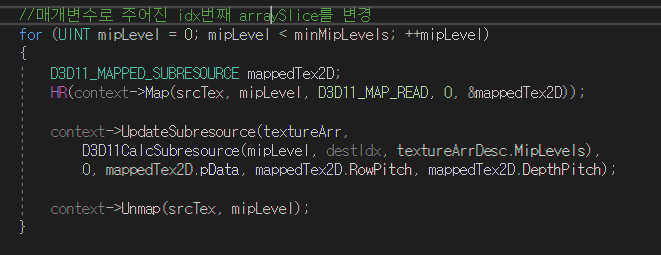 //매개변수로 주어진 idx번째 arraySlice를 변경
for (UINT mipLevel = 0; mipLevel < minMipLevels; ++mipLevel)
{
D3D11_MAPPED_SUBRESOURCE mappedTex2D;
HR(context->Map(srcTex, mipLevel, D3D11_MAP_READ, 0, &mappedTex2D));
context->UpdateSubresource(textureArr,
D3D11CalcSubresource(mipLevel, destIdx, textureArrDesc.MipLevels),
0, mappedTex2D.pData, mappedTex2D.RowPitch, mappedTex2D.DepthPitch);
context->Unmap(srcTex, mipLevel);
}